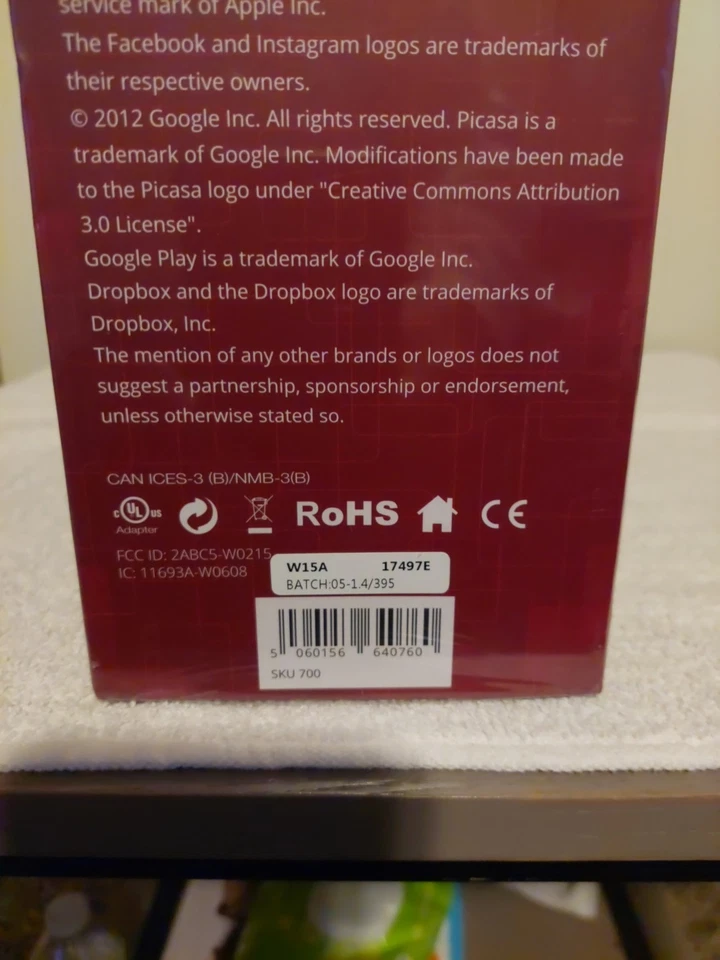 service mark of Apple Inc.
The Facebook and Instagram logos are trademarks of
their respective owners.
© 2012 Google Inc. All rights reserved. Picasa is a
trademark of Google Inc. Modifications have been made
to the Picasa logo under "Creative Commons Attribution
3.0 License".
Google Play is a trademark of Google Inc.
Dropbox and the Dropbox logo are trademarks of
Dropbox, Inc.
The mention of any other brands or logos does not
suggest a partnership, sponsorship or endorsement,
unless otherwise stated so.
CAN ICES-3 (B)/NMB-3(B)
c UL us RoHS CE
Adapter
FCC ID: 2ABC5-W0215
IC: 11693A-W0608
W15A 17497E
BATCH:05-1.4/395
5 060156 640760
SKU 700